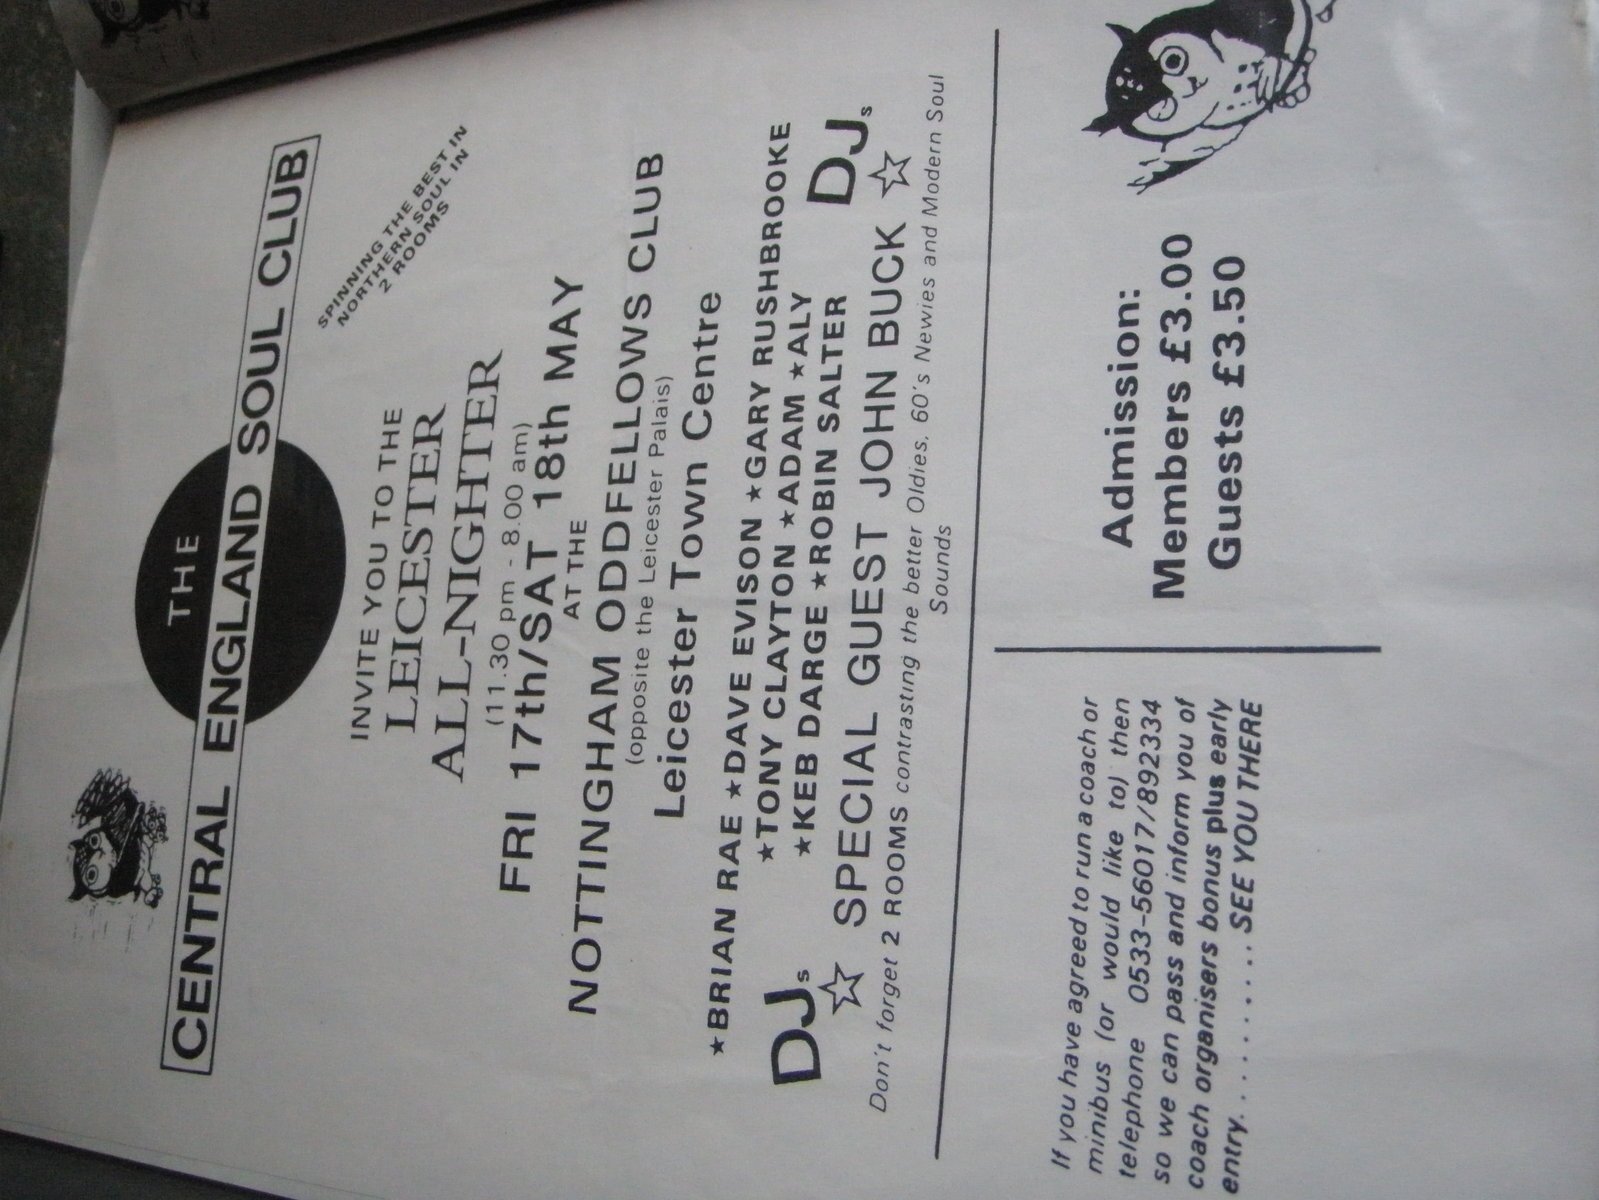 THE
CENTRAL ENGLAND SOUL CLUB
INVITE YOU TO THE
LEICESTER
ALL-NIGHTER
SPINNING THE BEST IN
NORTHERN SOUL IN
2 ROOMS
(11.30 pm - 8.00 am)
FRI 17th/SAT 18th MAY
AT THE
NOTTINGHAM ODDFELLOWS CLUB
(opposite the Leicester Palais)
Leicester Town Centre
★BRIAN RAE ★DAVE EVISON ★GARY RUSHBROOKE
★TONY CLAYTON ★ADAM ★ALY
DJs ★KEB DARGE ★ROBIN SALTER DJs
☆ SPECIAL GUEST JOHN BUCK ☆
Don't forget 2 ROOMS contrasting the better Oldies, 60's Newies and Modern Soul
Sounds
If you have agreed to run a coach or
minibus (or would like to) then
telephone 0533-56017/892334
so we can pass and inform you of
coach organisers bonus plus early
entry. . . . . . . . . . SEE YOU THERE
Admission:
Members £3.00
Guests £3.50